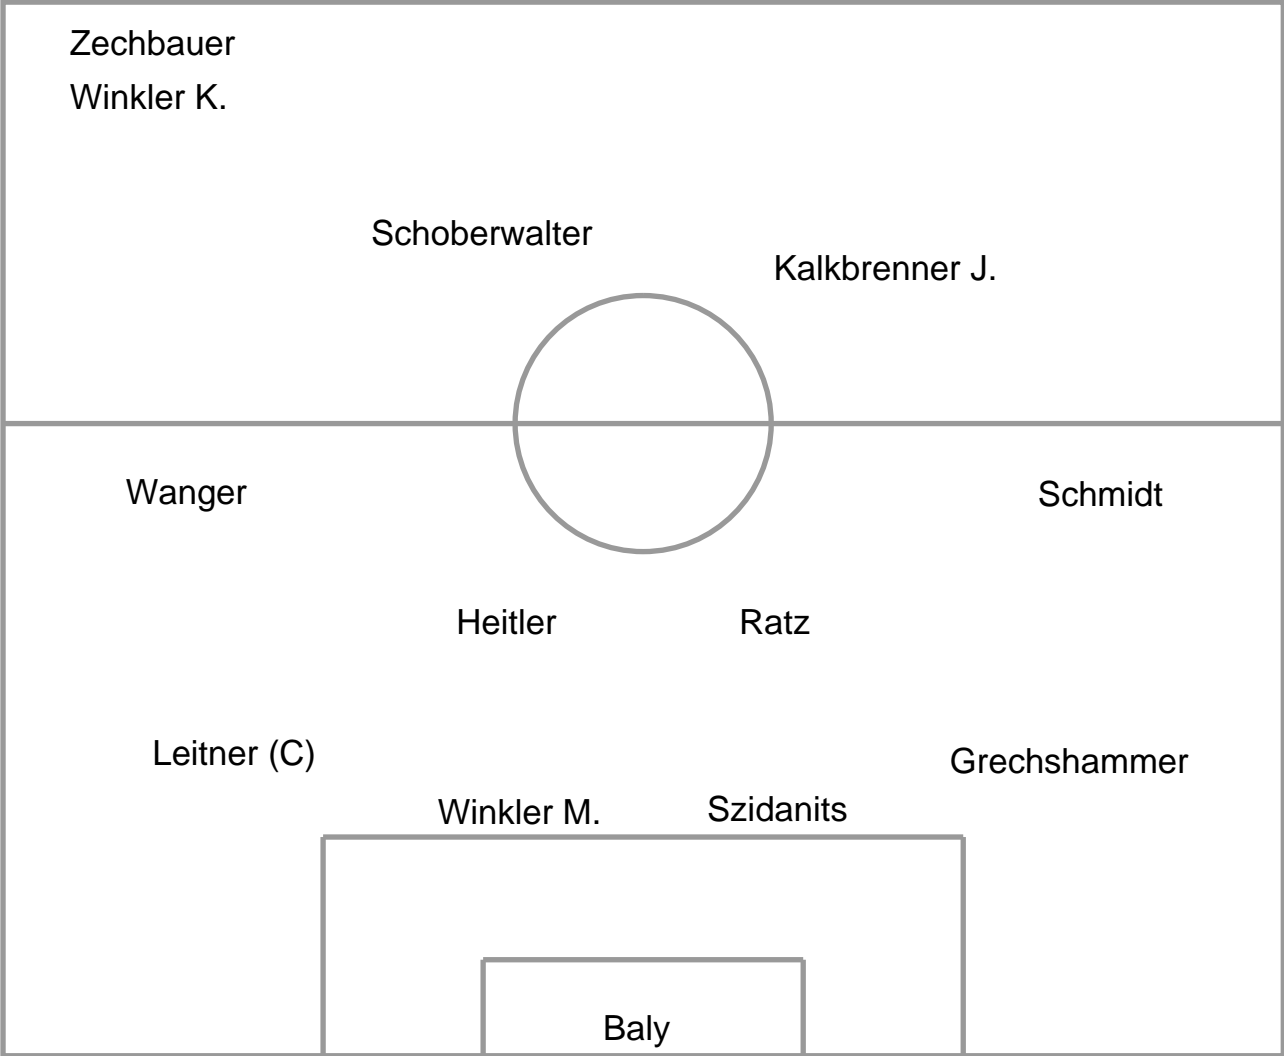 Zechbauer
Winkler K.
Schoberwalter
Kalkbrenner J.
Wanger
Schmidt
Heitler
Ratz
Leitner (C)
Grechshammer
Winkler M.
Szidanits
Baly